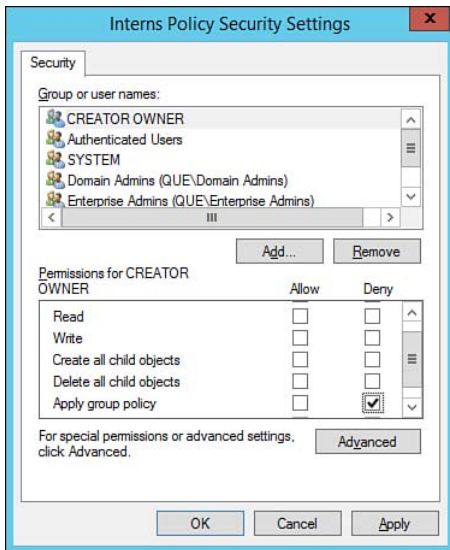 Interns Policy Security Settings
x
Security
Group or user names:
CREATOR OWNER
Authenticated Users
SYSTEM
Domain Admins (QUE\Domain Admins)
Enterprise Admins (QUE\Enterprise Admins)
Add...
Remove
Permissions for CREATOR
OWNER
Allow
Deny
Read
Write
Create all child objects
Delete all child objects
Apply group policy
For special permissions or advanced settings,
click Advanced.
Advanced
OK
Cancel
Apply